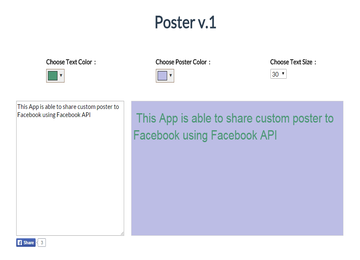 Poster v.1
Choose Text Color :
Choose Poster Color :
Choose Text Size :
30
This App is able to share custom poster to
Facebook using Facebook API
This App is able to share custom poster to
Facebook using Facebook API
Share